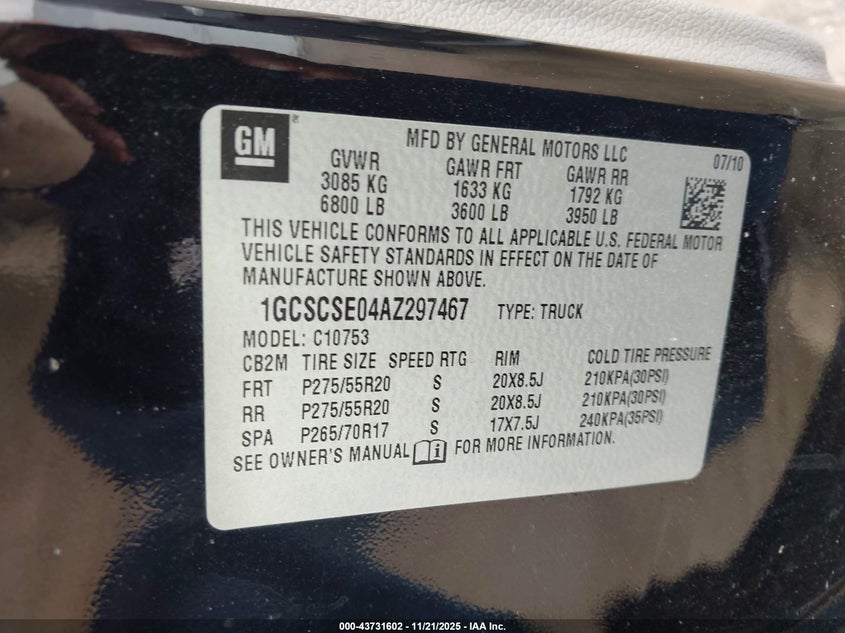 GM®
MFD BY GENERAL MOTORS LLC 07/10
GVWR GAWR FRT GAWR RR
3085 KG 1633 KG 1792 KG
6800 LB 3600 LB 3950 LB
THIS VEHICLE CONFORMS TO ALL APPLICABLE U.S. FEDERAL MOTOR
VEHICLE SAFETY STANDARDS IN EFFECT ON THE DATE OF
MANUFACTURE SHOWN ABOVE.
1GCSCSE04AZ297467 TYPE: TRUCK
MODEL: C10753
CB2M TIRE SIZE SPEED RTG RIM COLD TIRE PRESSURE
FRT P275/55R20 S 20X8.5J 210KPA(30PSI)
RR P275/55R20 S 20X8.5J 210KPA(30PSI)
SPA P265/70R17 S 17X7.5J 240KPA(35PSI)
SEE OWNER'S MANUAL FOR MORE INFORMATION.
000-43731602 - 11/21/2025 - IAA Inc.